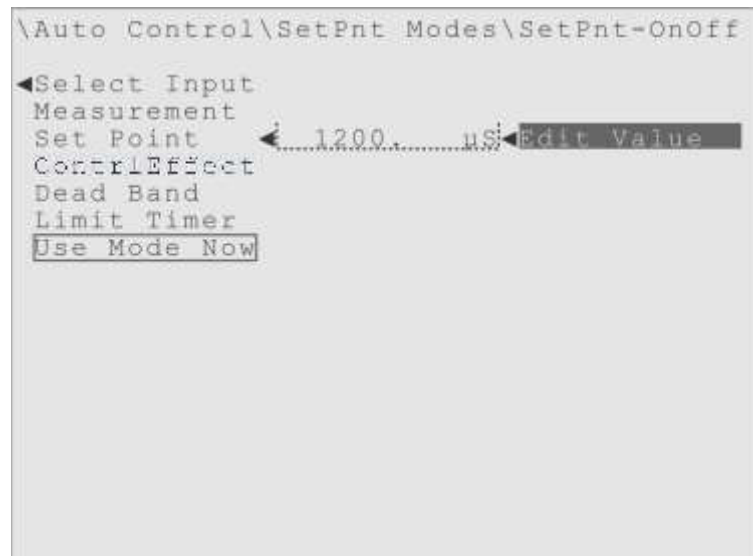 \Auto Control\SetPnt Modes\SetPnt-OnOff
◀Select Input
Measurement
Set Point ◀ 1200. µS◀Edit Value
ContrlEffect
Dead Band
Limit Timer
Use Mode Now